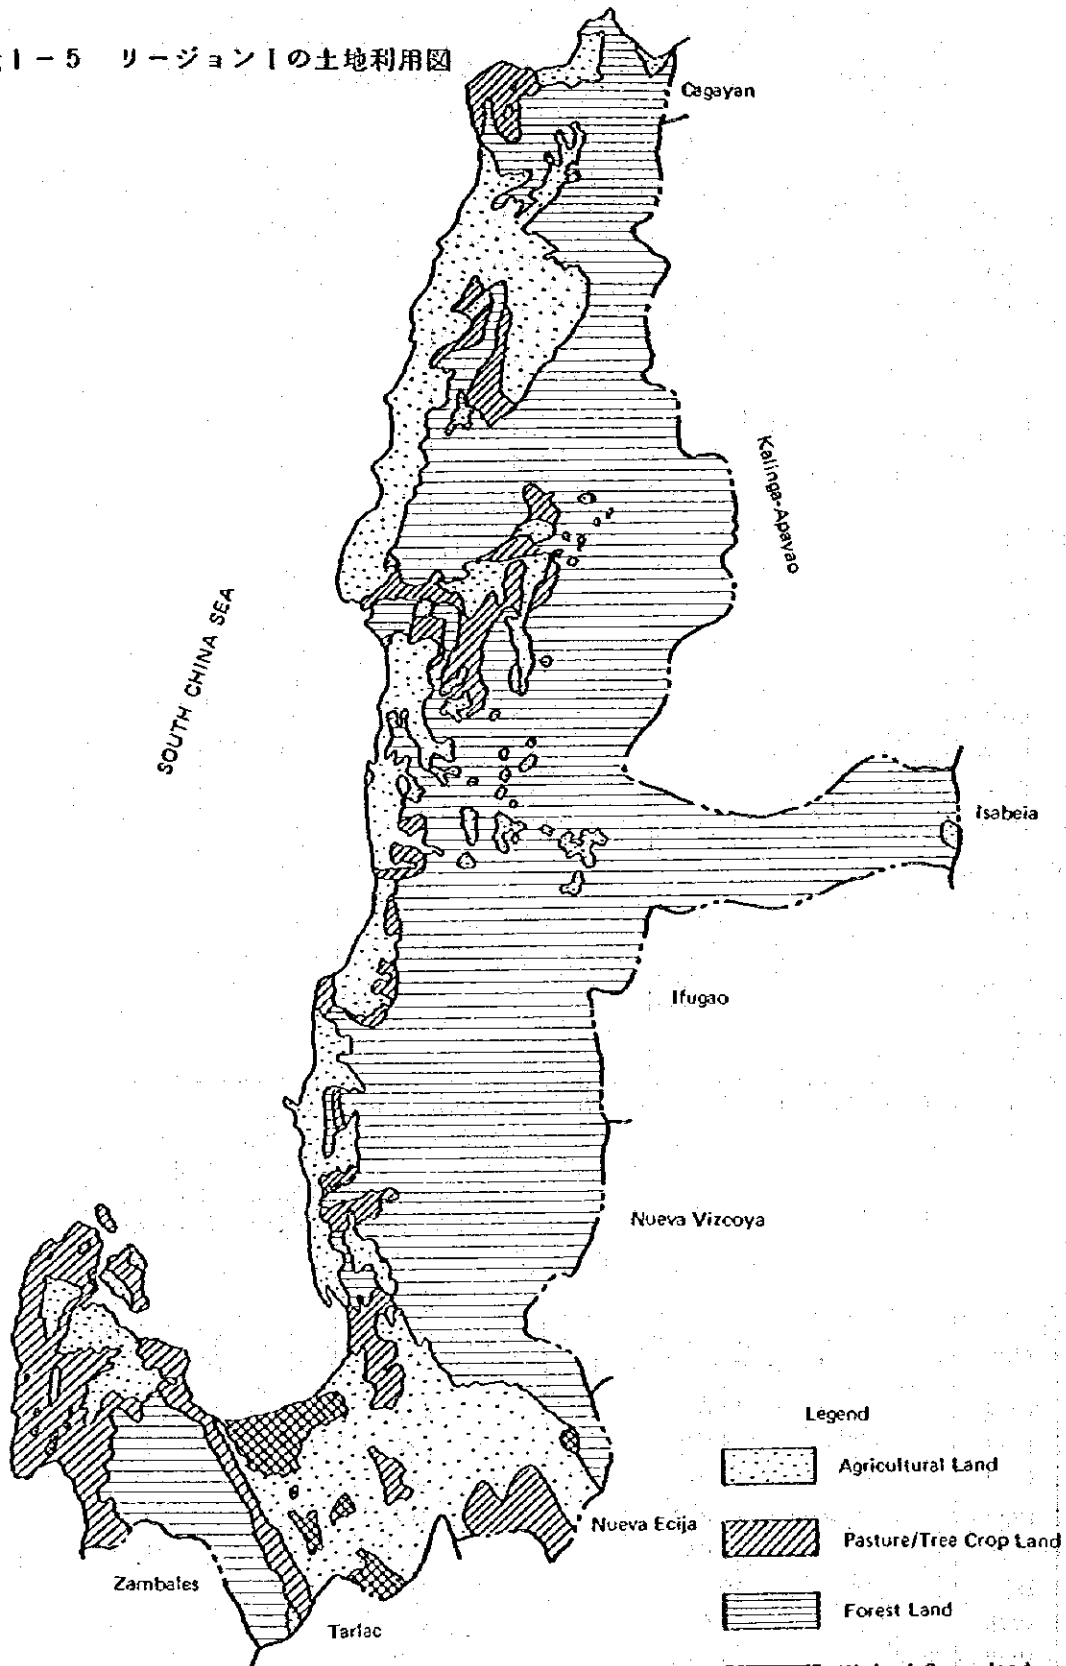 1-5 リージョンIの土地利用図
Cagayan
Kalinga-Apayao
SOUTH CHINA SEA
Isabela
Ifugao
Nueva Vizcoya
Legend
Agricultural Land
Nueva Ecija
Pasture/Tree Crop Land
Zambales
Forest Land
Tarlac